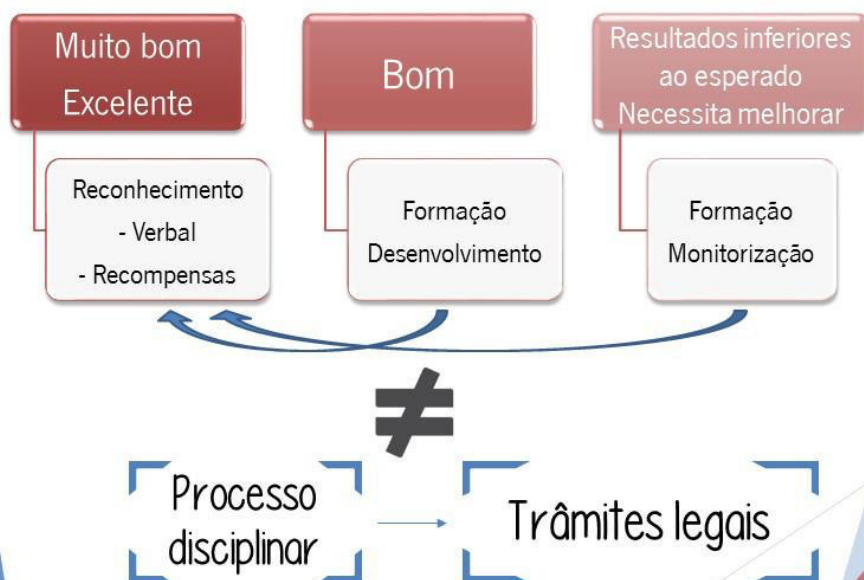 Muito bom
Excelente
Reconhecimento
- Verbal
- Recompensas
Bom
Formação
Desenvolvimento
Resultados inferiores
ao esperado
Necessita melhorar
Formação
Monitorização
≠
Processo
disciplinar
Trâmites legais